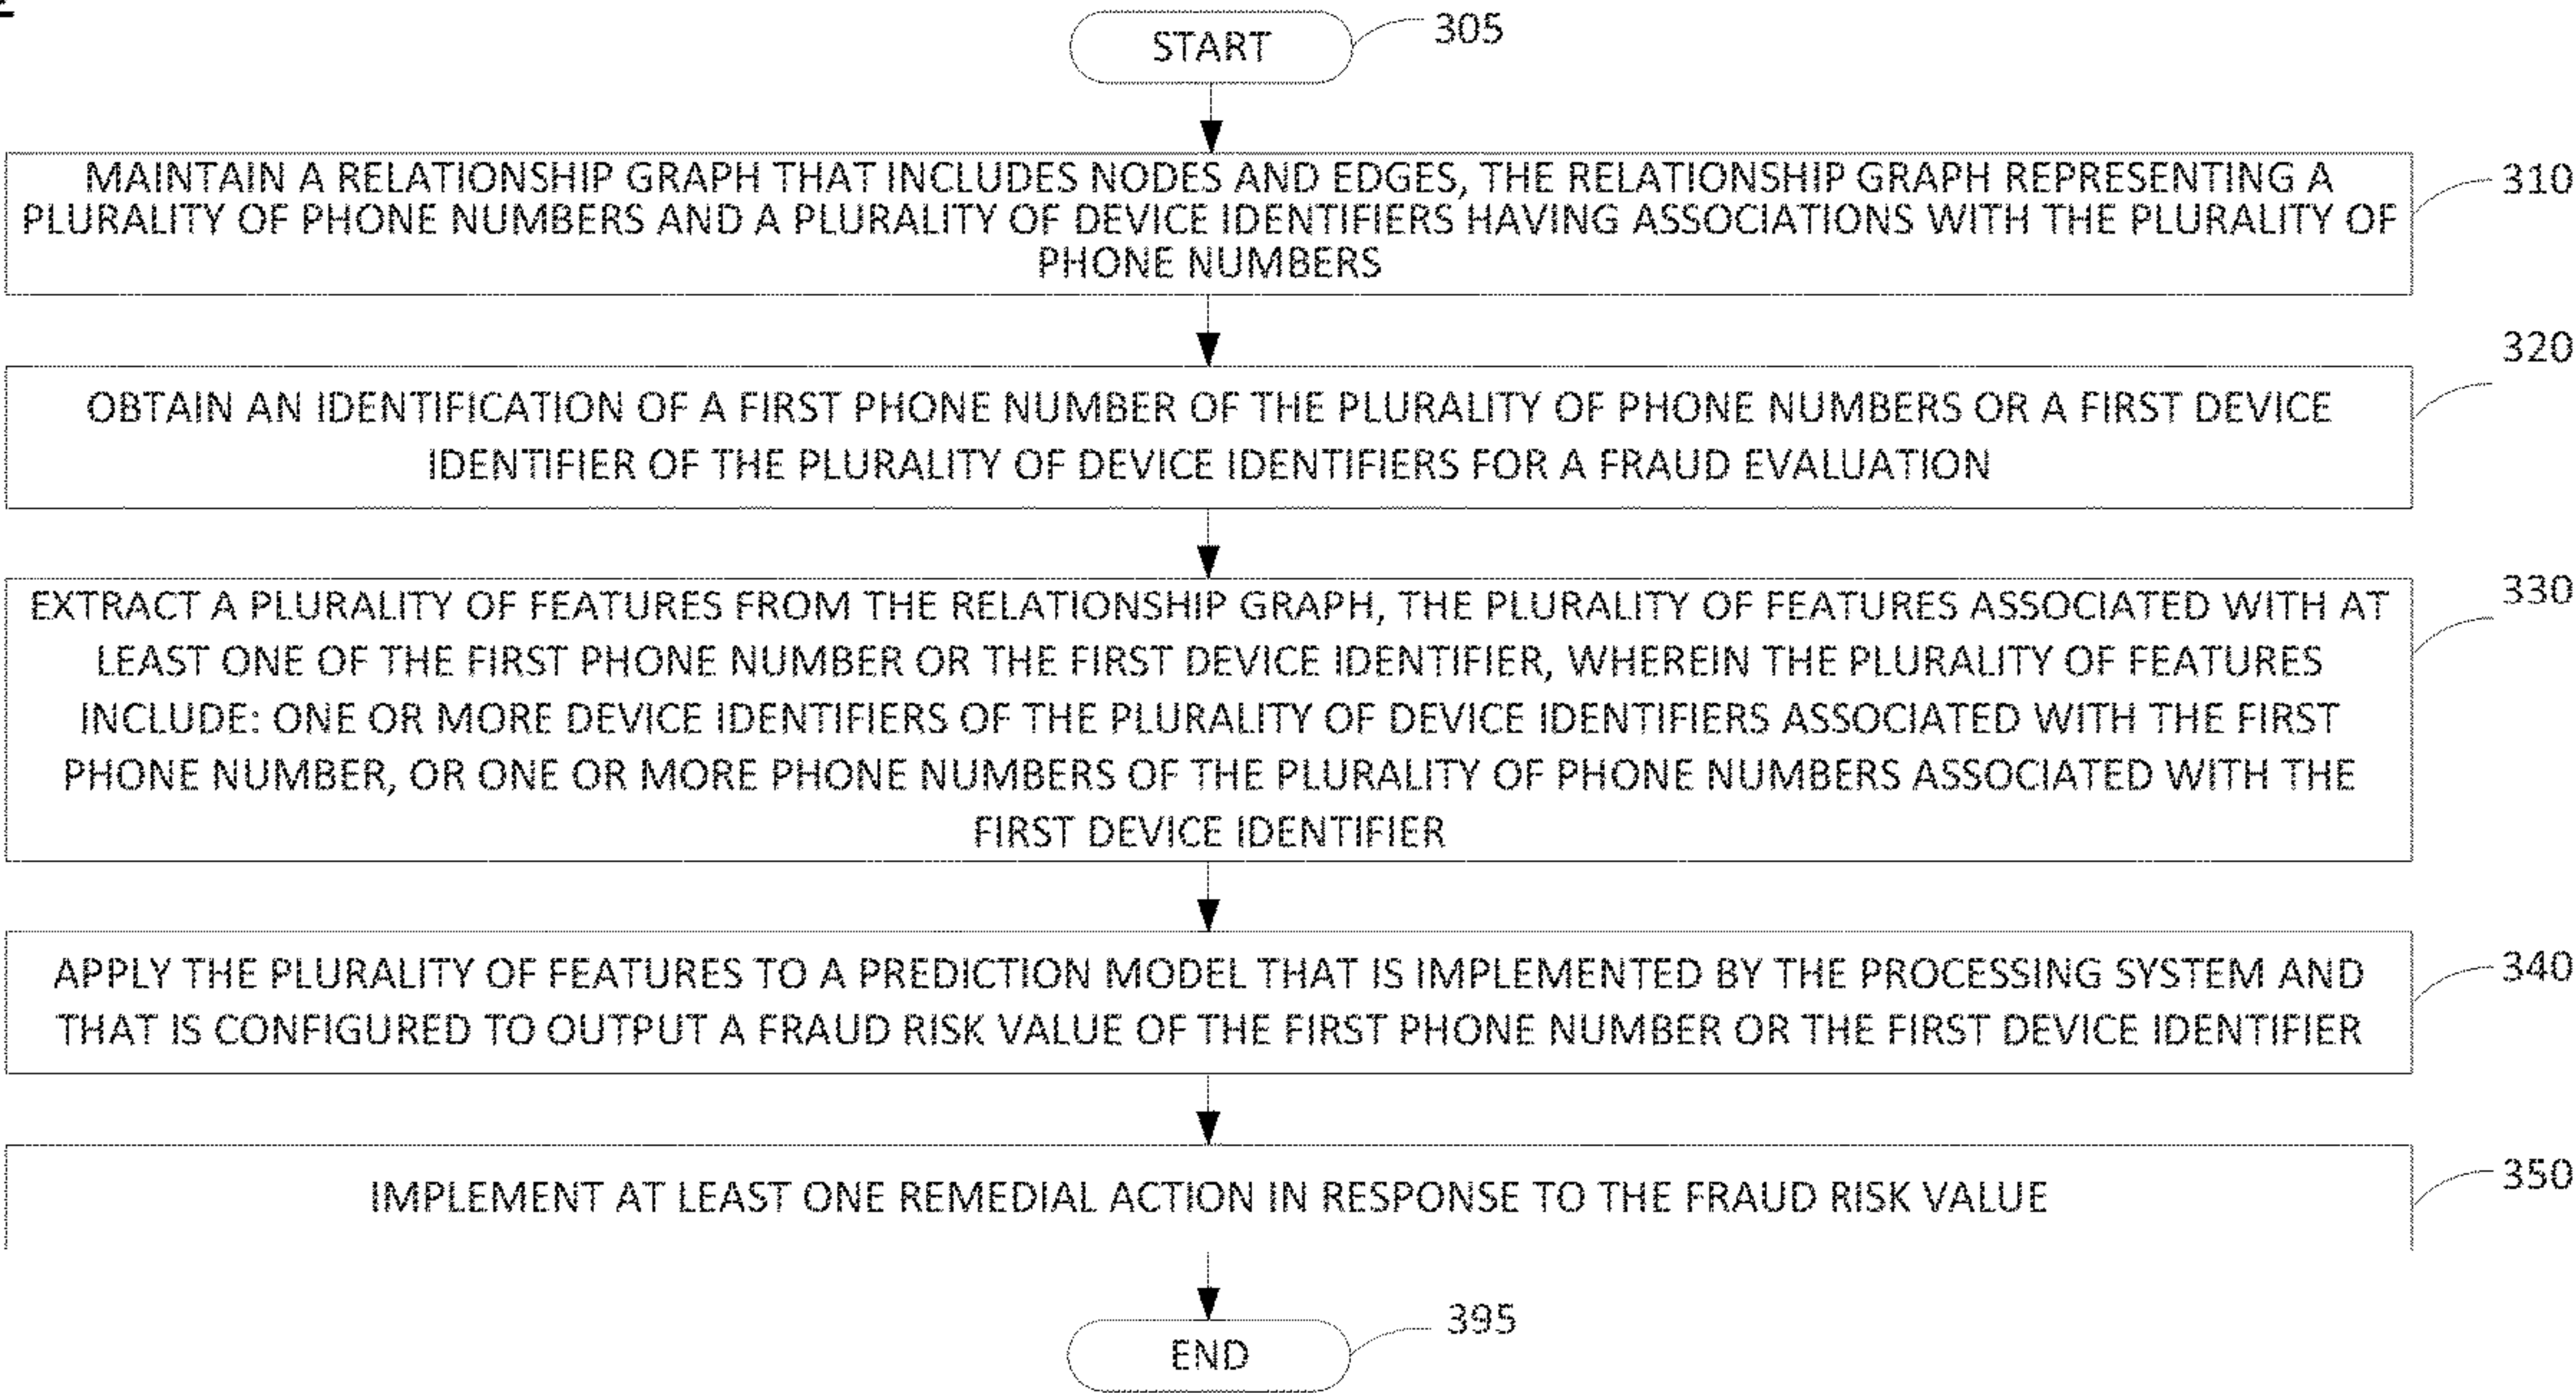 START
305
MAINTAIN A RELATIONSHIP GRAPH THAT INCLUDES NODES AND EDGES, THE RELATIONSHIP GRAPH REPRESENTING A
PLURALITY OF PHONE NUMBERS AND A PLURALITY OF DEVICE IDENTIFIERS HAVING ASSOCIATIONS WITH THE PLURALITY OF
PHONE NUMBERS
310
320
OBTAIN AN IDENTIFICATION OF A FIRST PHONE NUMBER OF THE PLURALITY OF PHONE NUMBERS OR A FIRST DEVICE
IDENTIFIER OF THE PLURALITY OF DEVICE IDENTIFIERS FOR A FRAUD EVALUATION
330
EXTRACT A PLURALITY OF FEATURES FROM THE RELATIONSHIP GRAPH, THE PLURALITY OF FEATURES ASSOCIATED WITH AT
LEAST ONE OF THE FIRST PHONE NUMBER OR THE FIRST DEVICE IDENTIFIER, WHEREIN THE PLURALITY OF FEATURES
INCLUDE: ONE OR MORE DEVICE IDENTIFIERS OF THE PLURALITY OF DEVICE IDENTIFIERS ASSOCIATED WITH THE FIRST
PHONE NUMBER, OR ONE OR MORE PHONE NUMBERS OF THE PLURALITY OF PHONE NUMBERS ASSOCIATED WITH THE
FIRST DEVICE IDENTIFIER
APPLY THE PLURALITY OF FEATURES TO A PREDICTION MODEL THAT IS IMPLEMENTED BY THE PROCESSING SYSTEM AND
THAT IS CONFIGURED TO OUTPUT A FRAUD RISK VALUE OF THE FIRST PHONE NUMBER OR THE FIRST DEVICE IDENTIFIER
340
IMPLEMENT AT LEAST ONE REMEDIAL ACTION IN RESPONSE TO THE FRAUD RISK VALUE
350
END
395